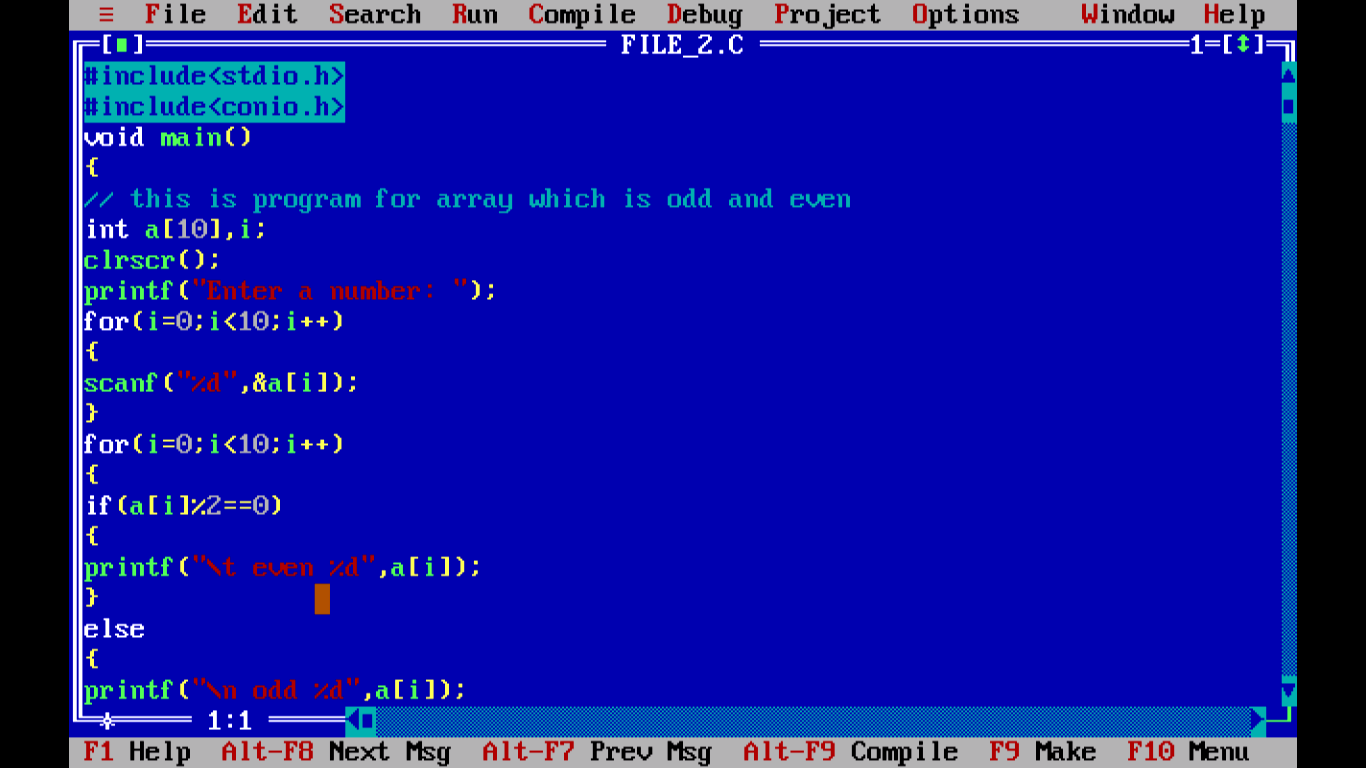 ≡ File Edit Search Run Compile Debug Project Options Window Help
[■] FILE_2.C 1=[↕]
#include<stdio.h>
#include<conio.h>
void main()
{
// this is program for array which is odd and even
int a[10],i;
clrscr();
printf("Enter a number: ");
for(i=0;i<10;i++)
{
scanf("%d",&a[i]);
}
for(i=0;i<10;i++)
{
if(a[i]%2==0)
{
printf("\t even %d",a[i]);
}
else
{
printf("\n odd %d",a[i]);
1:1
F1 Help Alt-F8 Next Msg Alt-F7 Prev Msg Alt-F9 Compile F9 Make F10 Menu